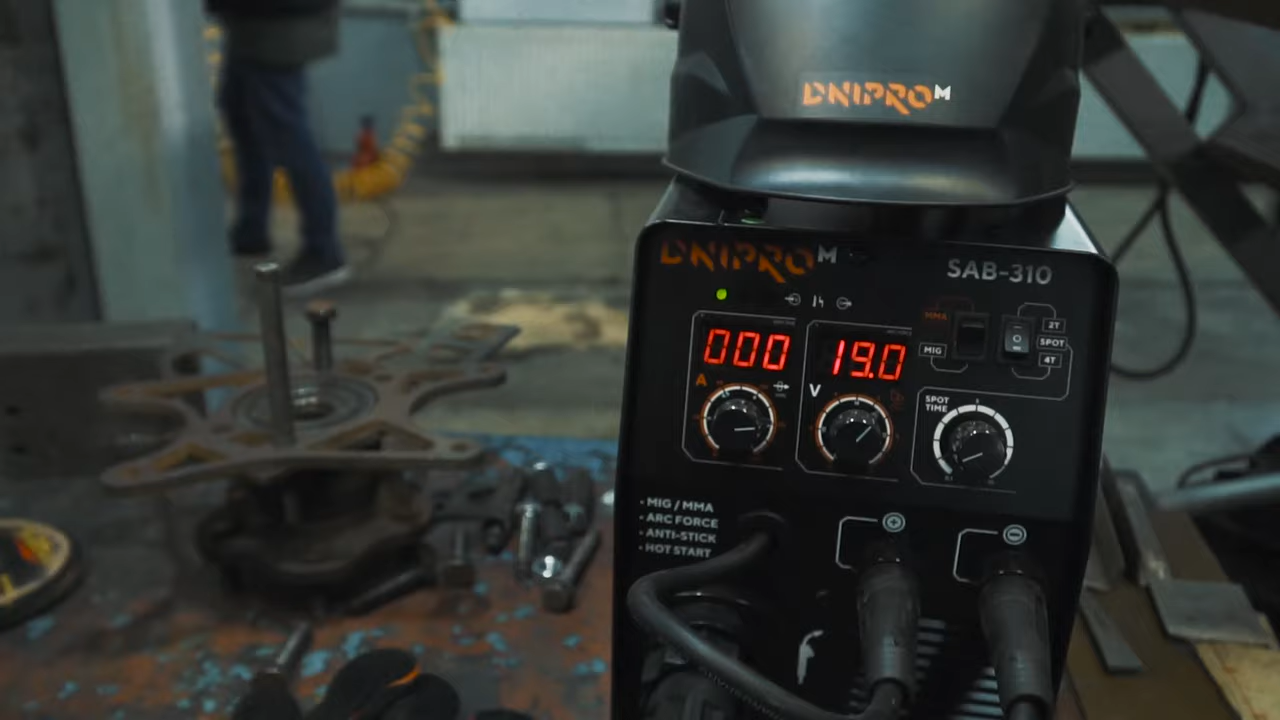 DNIPRO M
DNIPRO M
SAB-310
MMA
MIG
2T
SPOT
4T
000
19.0
A
V
SPOT
TIME
• MIG / MMA
• ARC FORCE
• ANTI-STICK
• HOT START